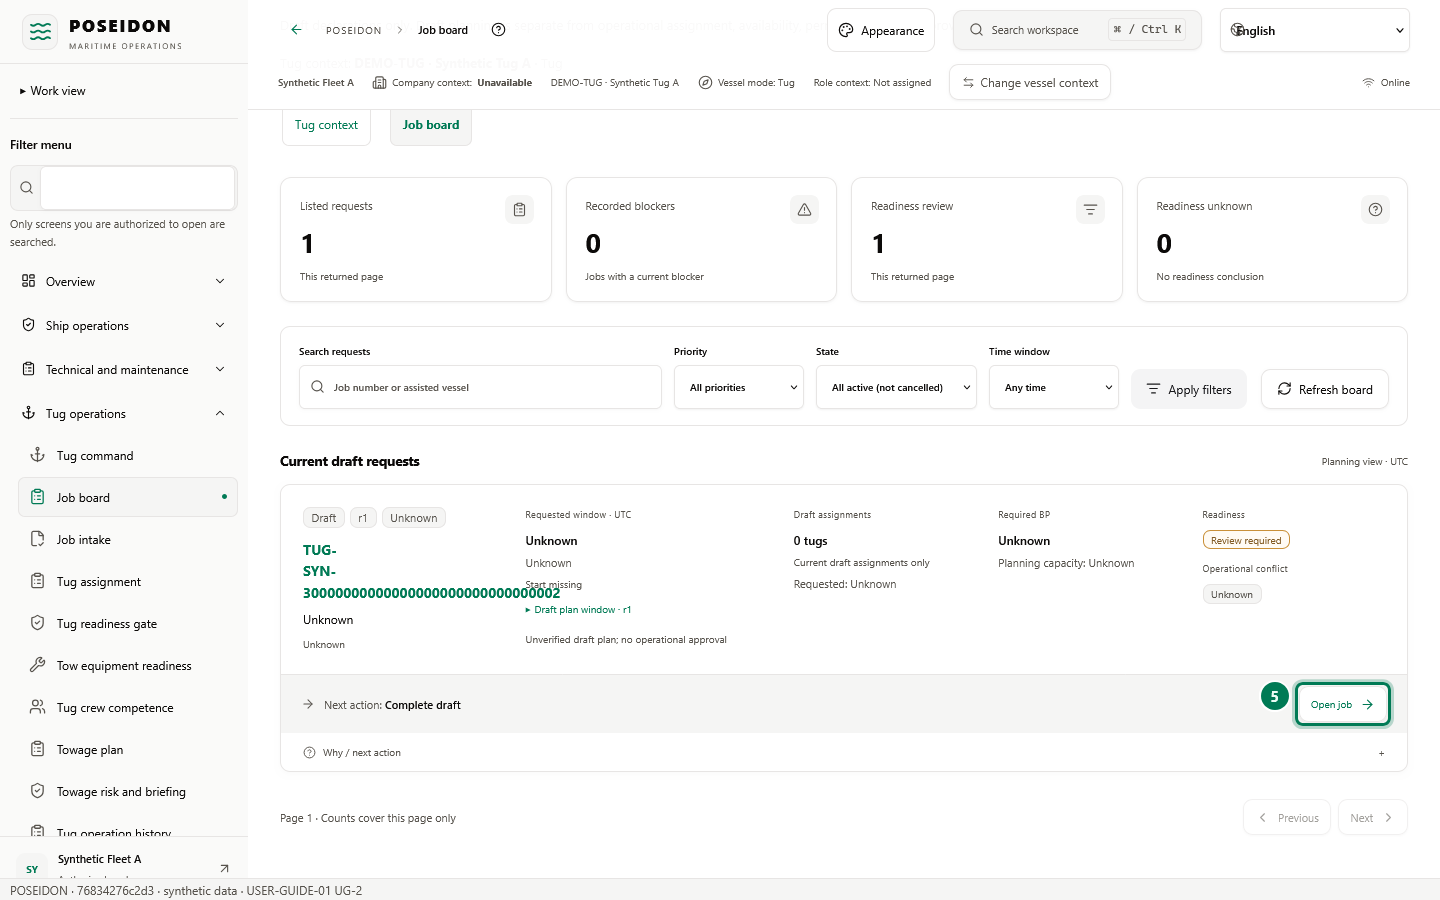 POSEIDON
MARITIME OPERATIONS
POSEIDON
Job board
Appearance
Search workspace
⌘ / Ctrl K
English
Synthetic Fleet A
Company context: Unavailable
DEMO-TUG · Synthetic Tug A
Vessel mode: Tug
Role context: Not assigned
Change vessel context
Online
Work view
Filter menu
Only screens you are authorized to open are
searched.
Overview
Ship operations
Technical and maintenance
Tug operations
Tug command
Job board
Job intake
Tug assignment
Tug readiness gate
Tow equipment readiness
Tug crew competence
Towage plan
Towage risk and briefing
Tug operation history
SY
Synthetic Fleet A
Tug context
Job board
Listed requests
1
This returned page
Recorded blockers
0
Jobs with a current blocker
Readiness review
1
This returned page
Readiness unknown
0
No readiness conclusion
Search requests
Job number or assisted vessel
Priority
All priorities
State
All active (not cancelled)
Time window
Any time
Apply filters
Refresh board
Current draft requests
Planning view · UTC
Draft
r1
Unknown
TUG-
SYN-
30000000000000000000000000000002
Unknown
Unknown
Requested window · UTC
Unknown
Unknown
Start missing
Draft plan window · r1
Unverified draft plan; no operational approval
Draft assignments
0 tugs
Current draft assignments only
Requested: Unknown
Required BP
Unknown
Planning capacity: Unknown
Readiness
Review required
Operational conflict
Unknown
Next action: Complete draft
5
Open job
Why / next action
+
Page 1 · Counts cover this page only
Previous
Next
POSEIDON · 76834276c2d3 · synthetic data · USER-GUIDE-01 UG-2